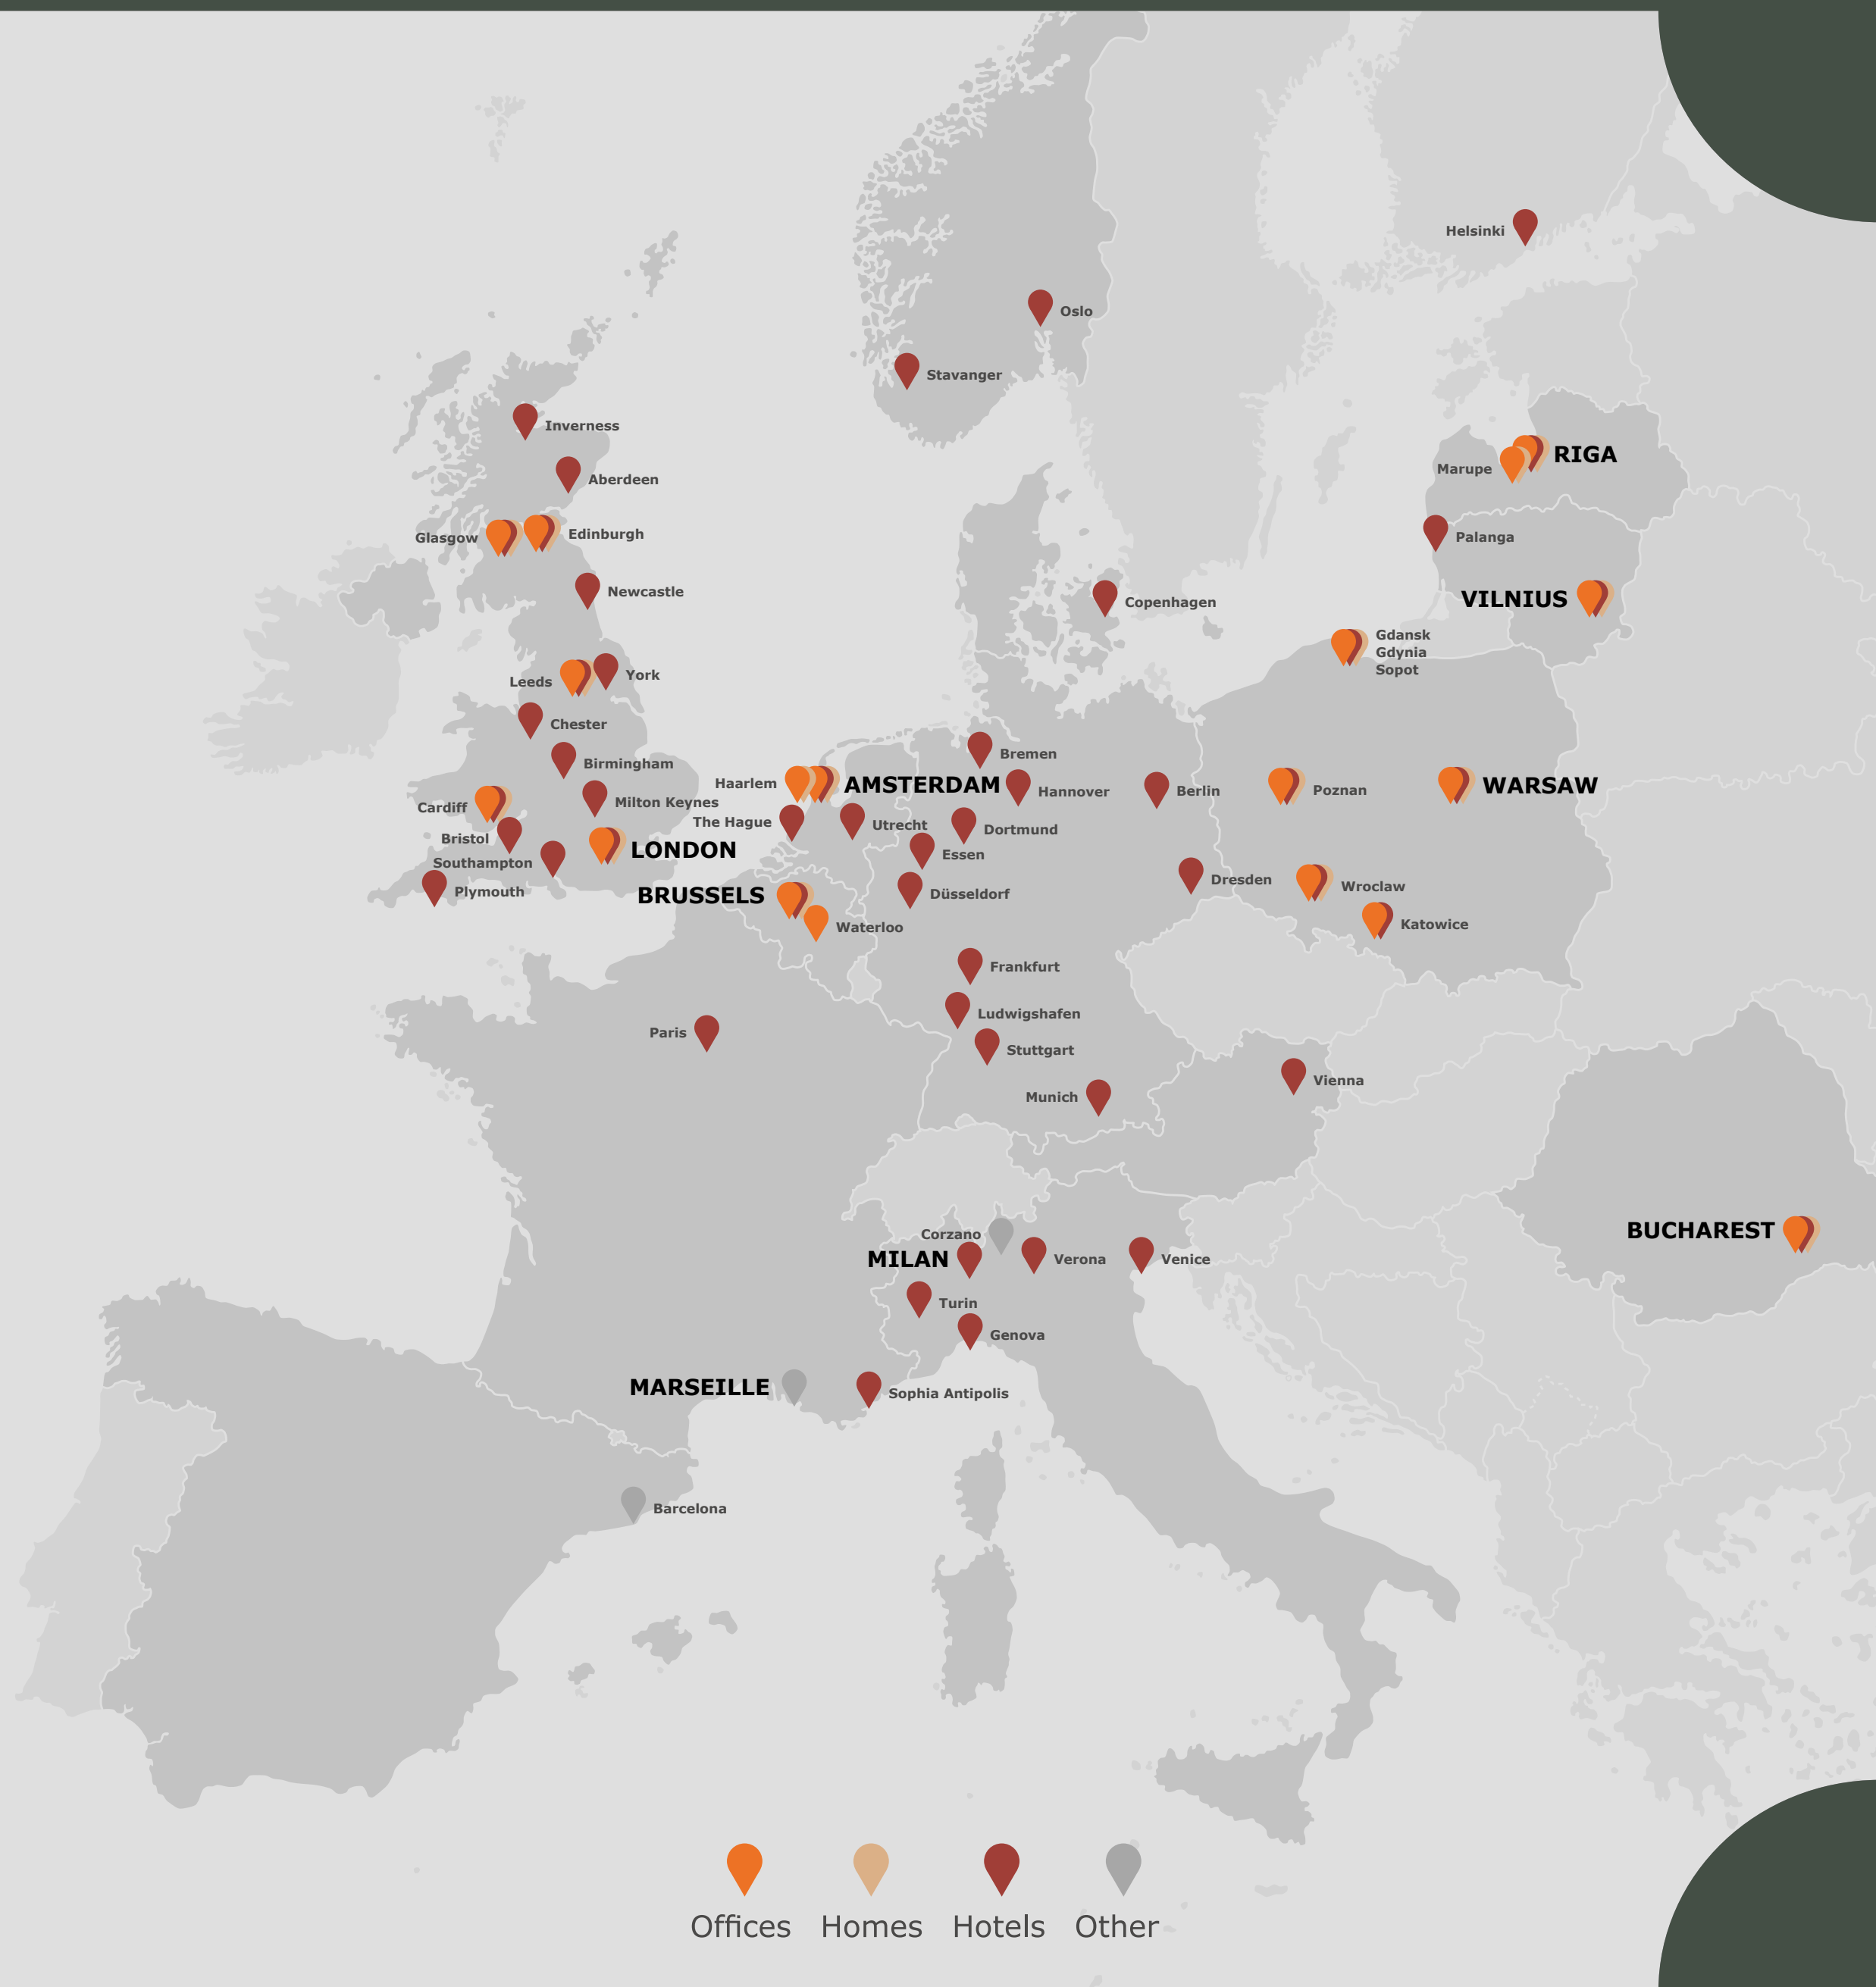 Helsinki
Oslo
Stavanger
Inverness
RIGA
Marupe
Aberdeen
Edinburgh
Glasgow
Palanga
Newcastle
VILNIUS
Copenhagen
Gdansk
Gdynia
Sopot
York
Leeds
Chester
Bremen
Birmingham
Haarlem
AMSTERDAM
Hannover
Berlin
Poznan
WARSAW
Milton Keynes
Cardiff
The Hague
Utrecht
Dortmund
Bristol
LONDON
Essen
Southampton
Dresden
Wroclaw
Plymouth
BRUSSELS
Düsseldorf
Katowice
Waterloo
Frankfurt
Ludwigshafen
Paris
Stuttgart
Vienna
Munich
BUCHAREST
Corzano
MILAN
Verona
Venice
Turin
Genova
MARSEILLE
Sophia Antipolis
Barcelona
Offices
Homes
Hotels
Other